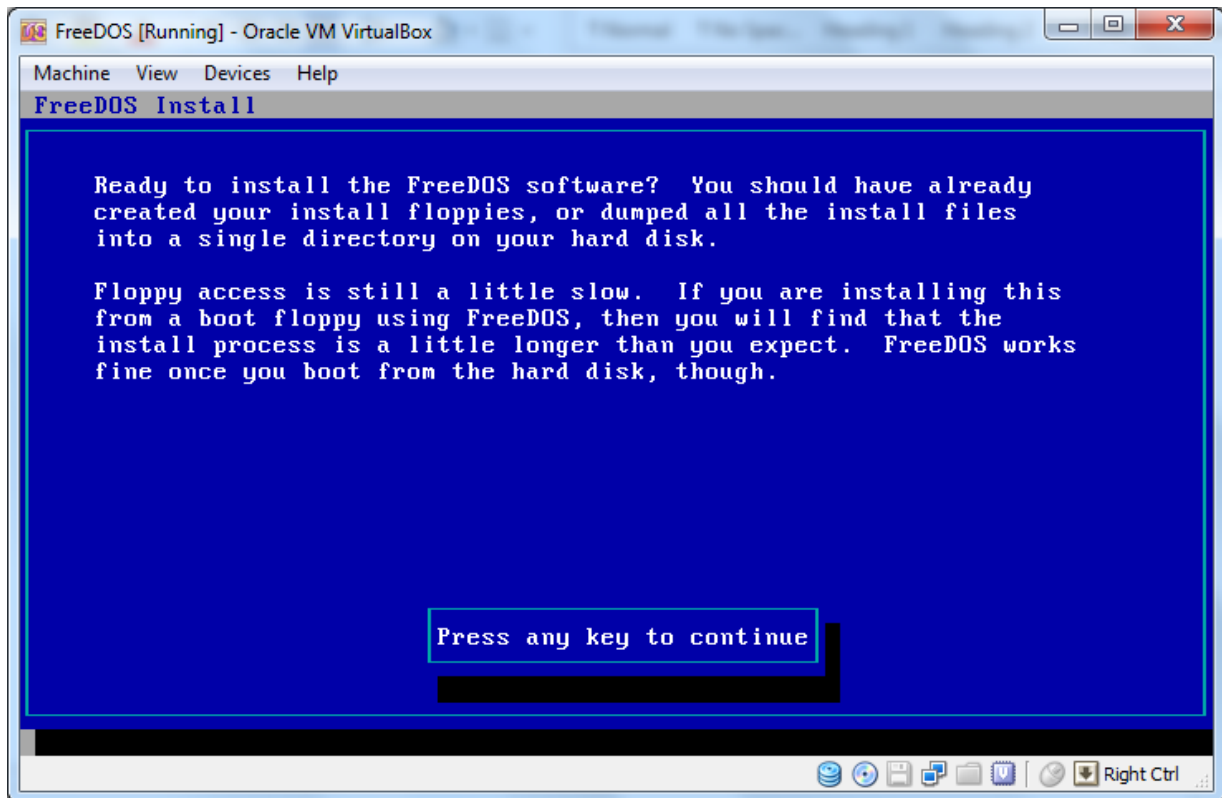 FreeDOS [Running] - Oracle VM VirtualBox
Machine View Devices Help
FreeDOS Install
Ready to install the FreeDOS software? You should have already
created your install floppies, or dumped all the install files
into a single directory on your hard disk.
Floppy access is still a little slow. If you are installing this
from a boot floppy using FreeDOS, then you will find that the
install process is a little longer than you expect. FreeDOS works
fine once you boot from the hard disk, though.
Press any key to continue
Right Ctrl